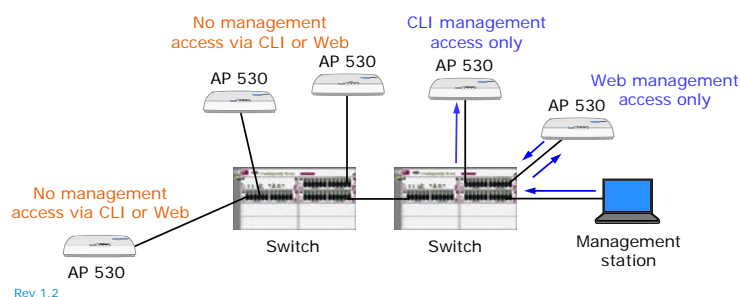 No management
access via CLI or Web
AP 530
AP 530
CLI management
access only
AP 530
Web management
access only
AP 530
No management
access via CLI or Web
AP 530
Switch
Switch
Management
station
Rev 1.2